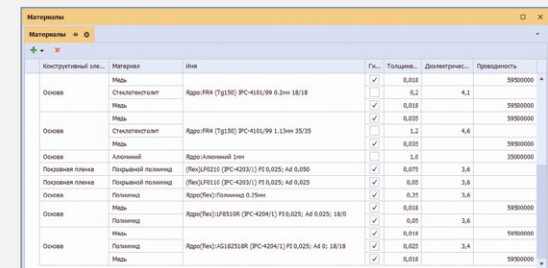 Материалы
Материалы
Конструктивный эле... Материал Имя Ги... Толщина... Диэлектричес... Проводимость
Медь 0,018 59500000
Основа Стеклотекстолит Ядро:FR4 (Tg150) IPC-4101/99 0.2мм 18/18 0,2 4,1
Медь 0,018 59500000
Медь 0,035 59500000
Основа Стеклотекстолит Ядро:FR4 (Tg150) IPC-4101/99 1.13мм 35/35 1,2 4,6
Медь 0,035 59500000
Основа Алюминий Ядро:Алюминий 1мм 1,0 35000000
Покровная пленка Покрывной полиимид (flex)LF0210 (IPC-4203/1) PI 0,025; Ad 0,050 0,075 3,6
Покровная пленка Покрывной полиимид (flex)LF0110 (IPC-4203/1) PI 0,025; Ad 0,025 0,05 3,6
Основа Полиимид Ядро(flex):Полиимид 0.25мм 0,25 3,6
Медь 0,018 59500000
Основа Ядро(flex):LF8510R (IPC-4204/1) PI 0,025; Ad 0.025; 18/0
Полиимид 0,05 3,6
Медь 0,018 59500000
Основа Полиимид Ядро(flex):AG182518R (IPC-4204/1) PI 0,025; Ad 0; 18/18 0,025 3,4
Медь 0,018 59500000